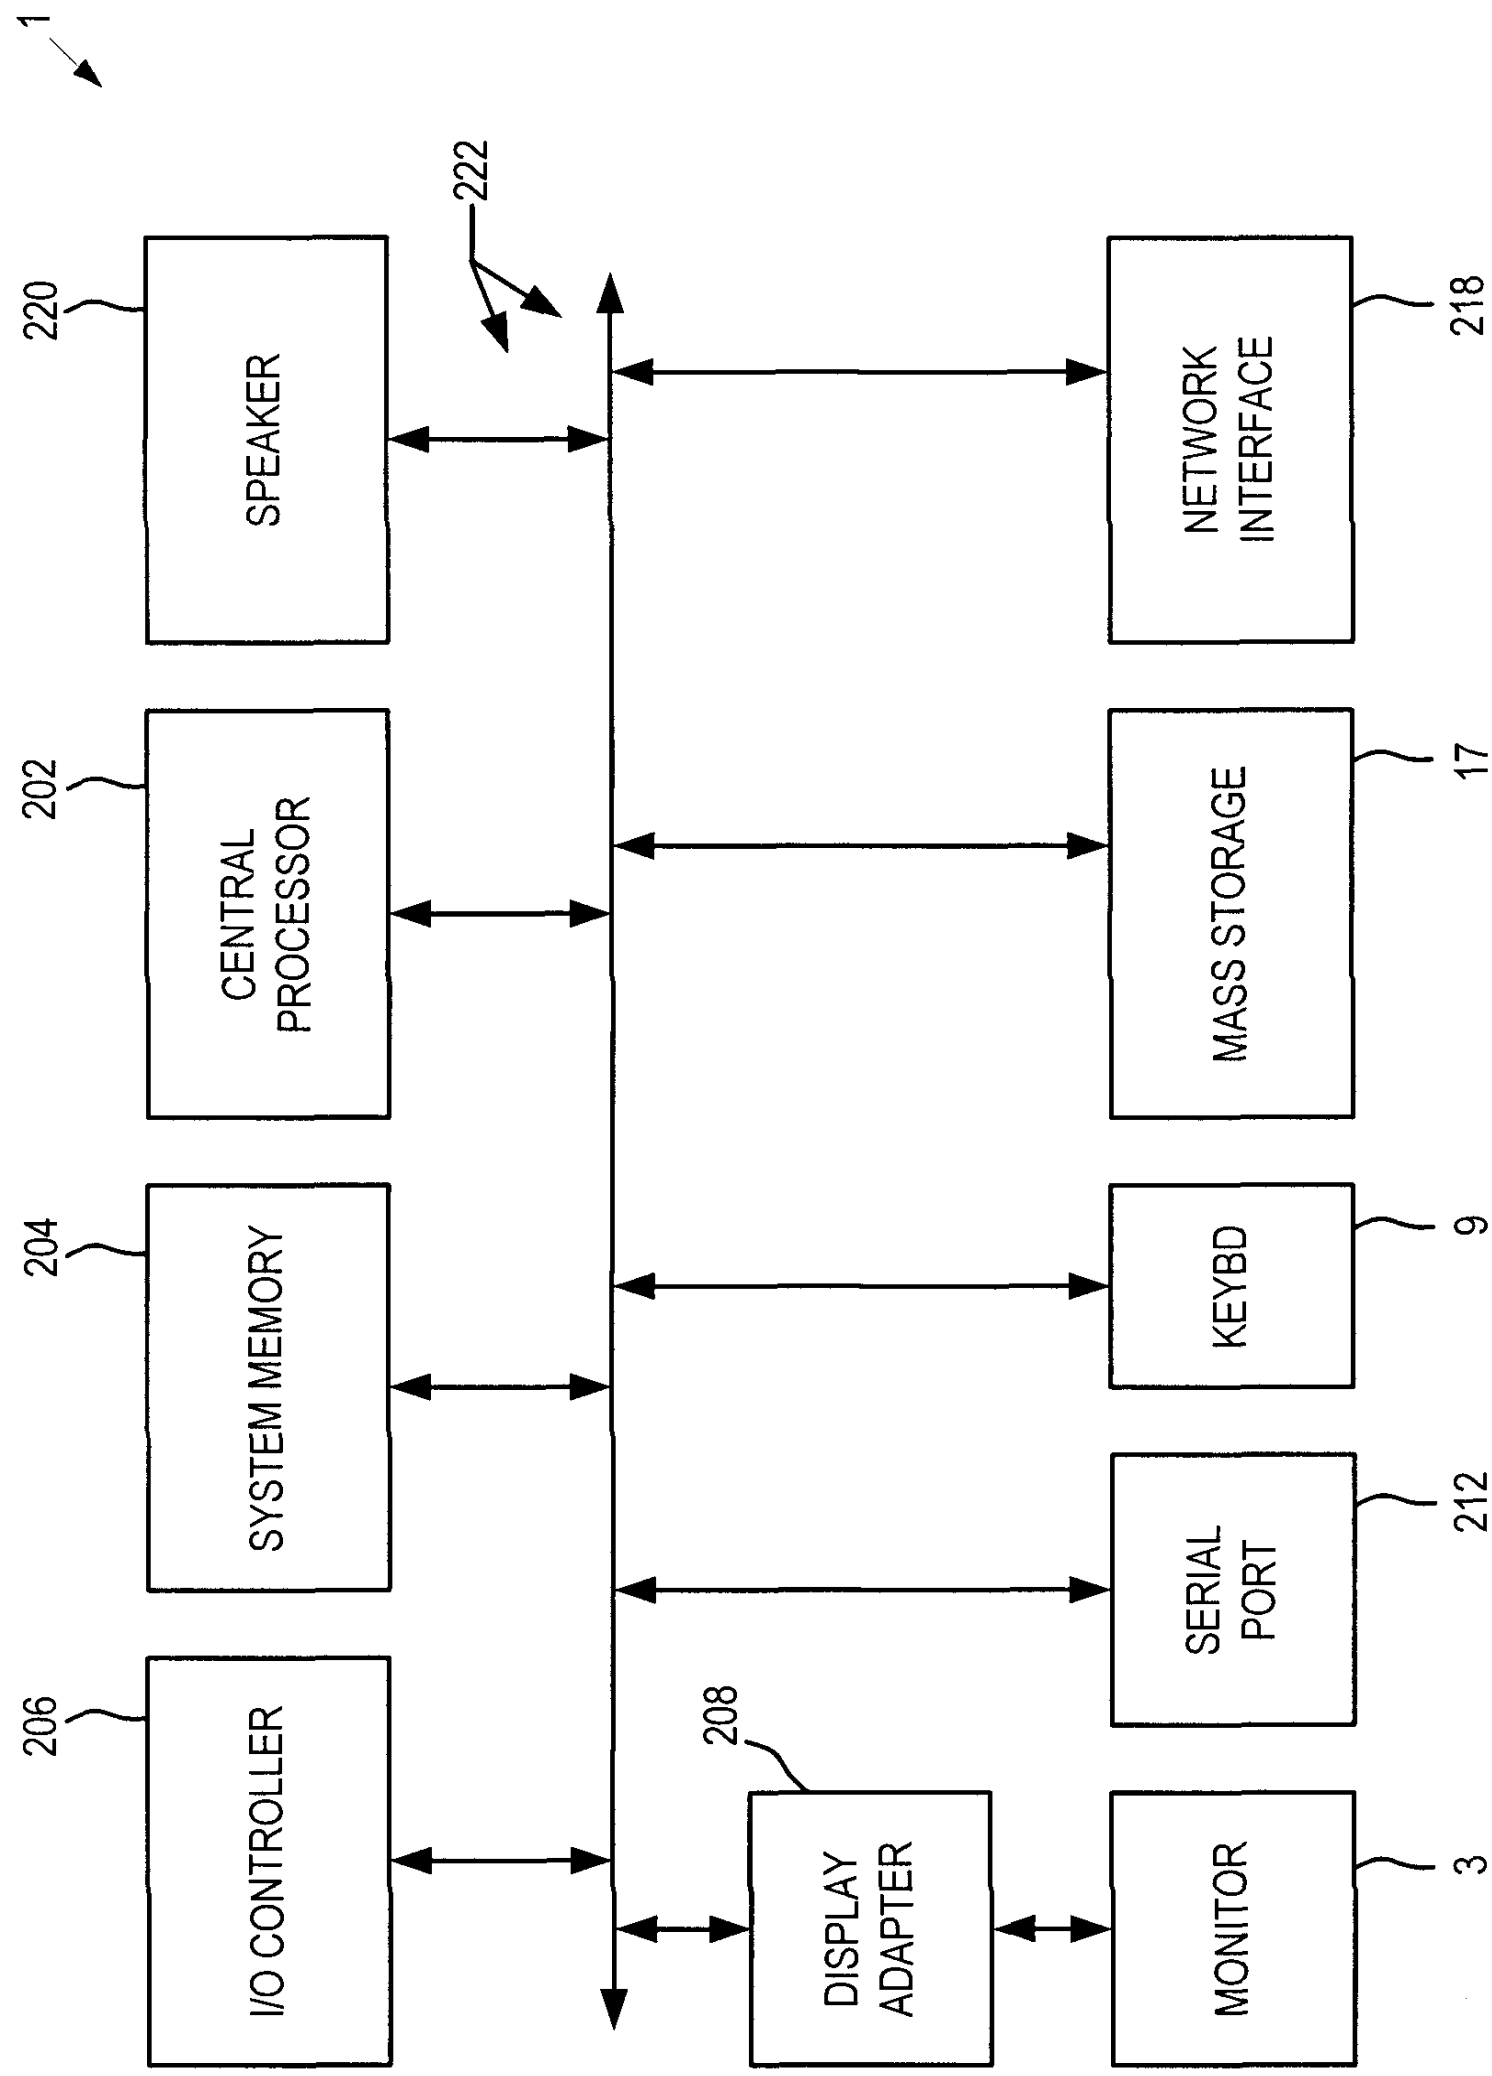 1
206
204
202
220
I/O CONTROLLER
SYSTEM MEMORY
CENTRAL
PROCESSOR
SPEAKER
222
208
DISPLAY
ADAPTER
MONITOR
SERIAL
PORT
KEYBD
MASS STORAGE
NETWORK
INTERFACE
3
212
9
17
218